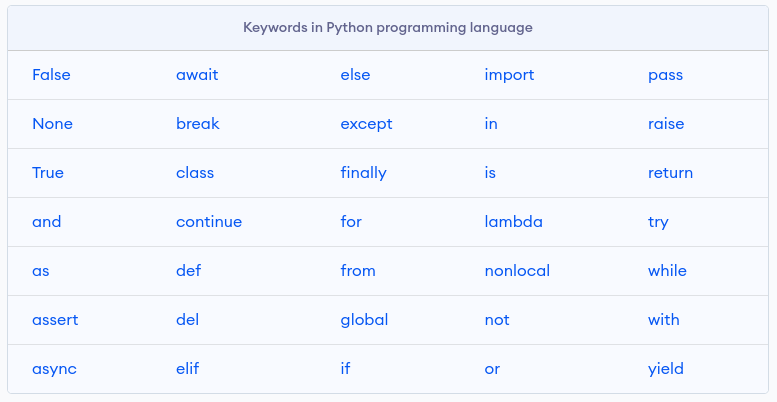 Keywords in Python programming language
False await else import pass
None break except in raise
True class finally is return
and continue for lambda try
as def from nonlocal while
assert del global not with
async elif if or yield